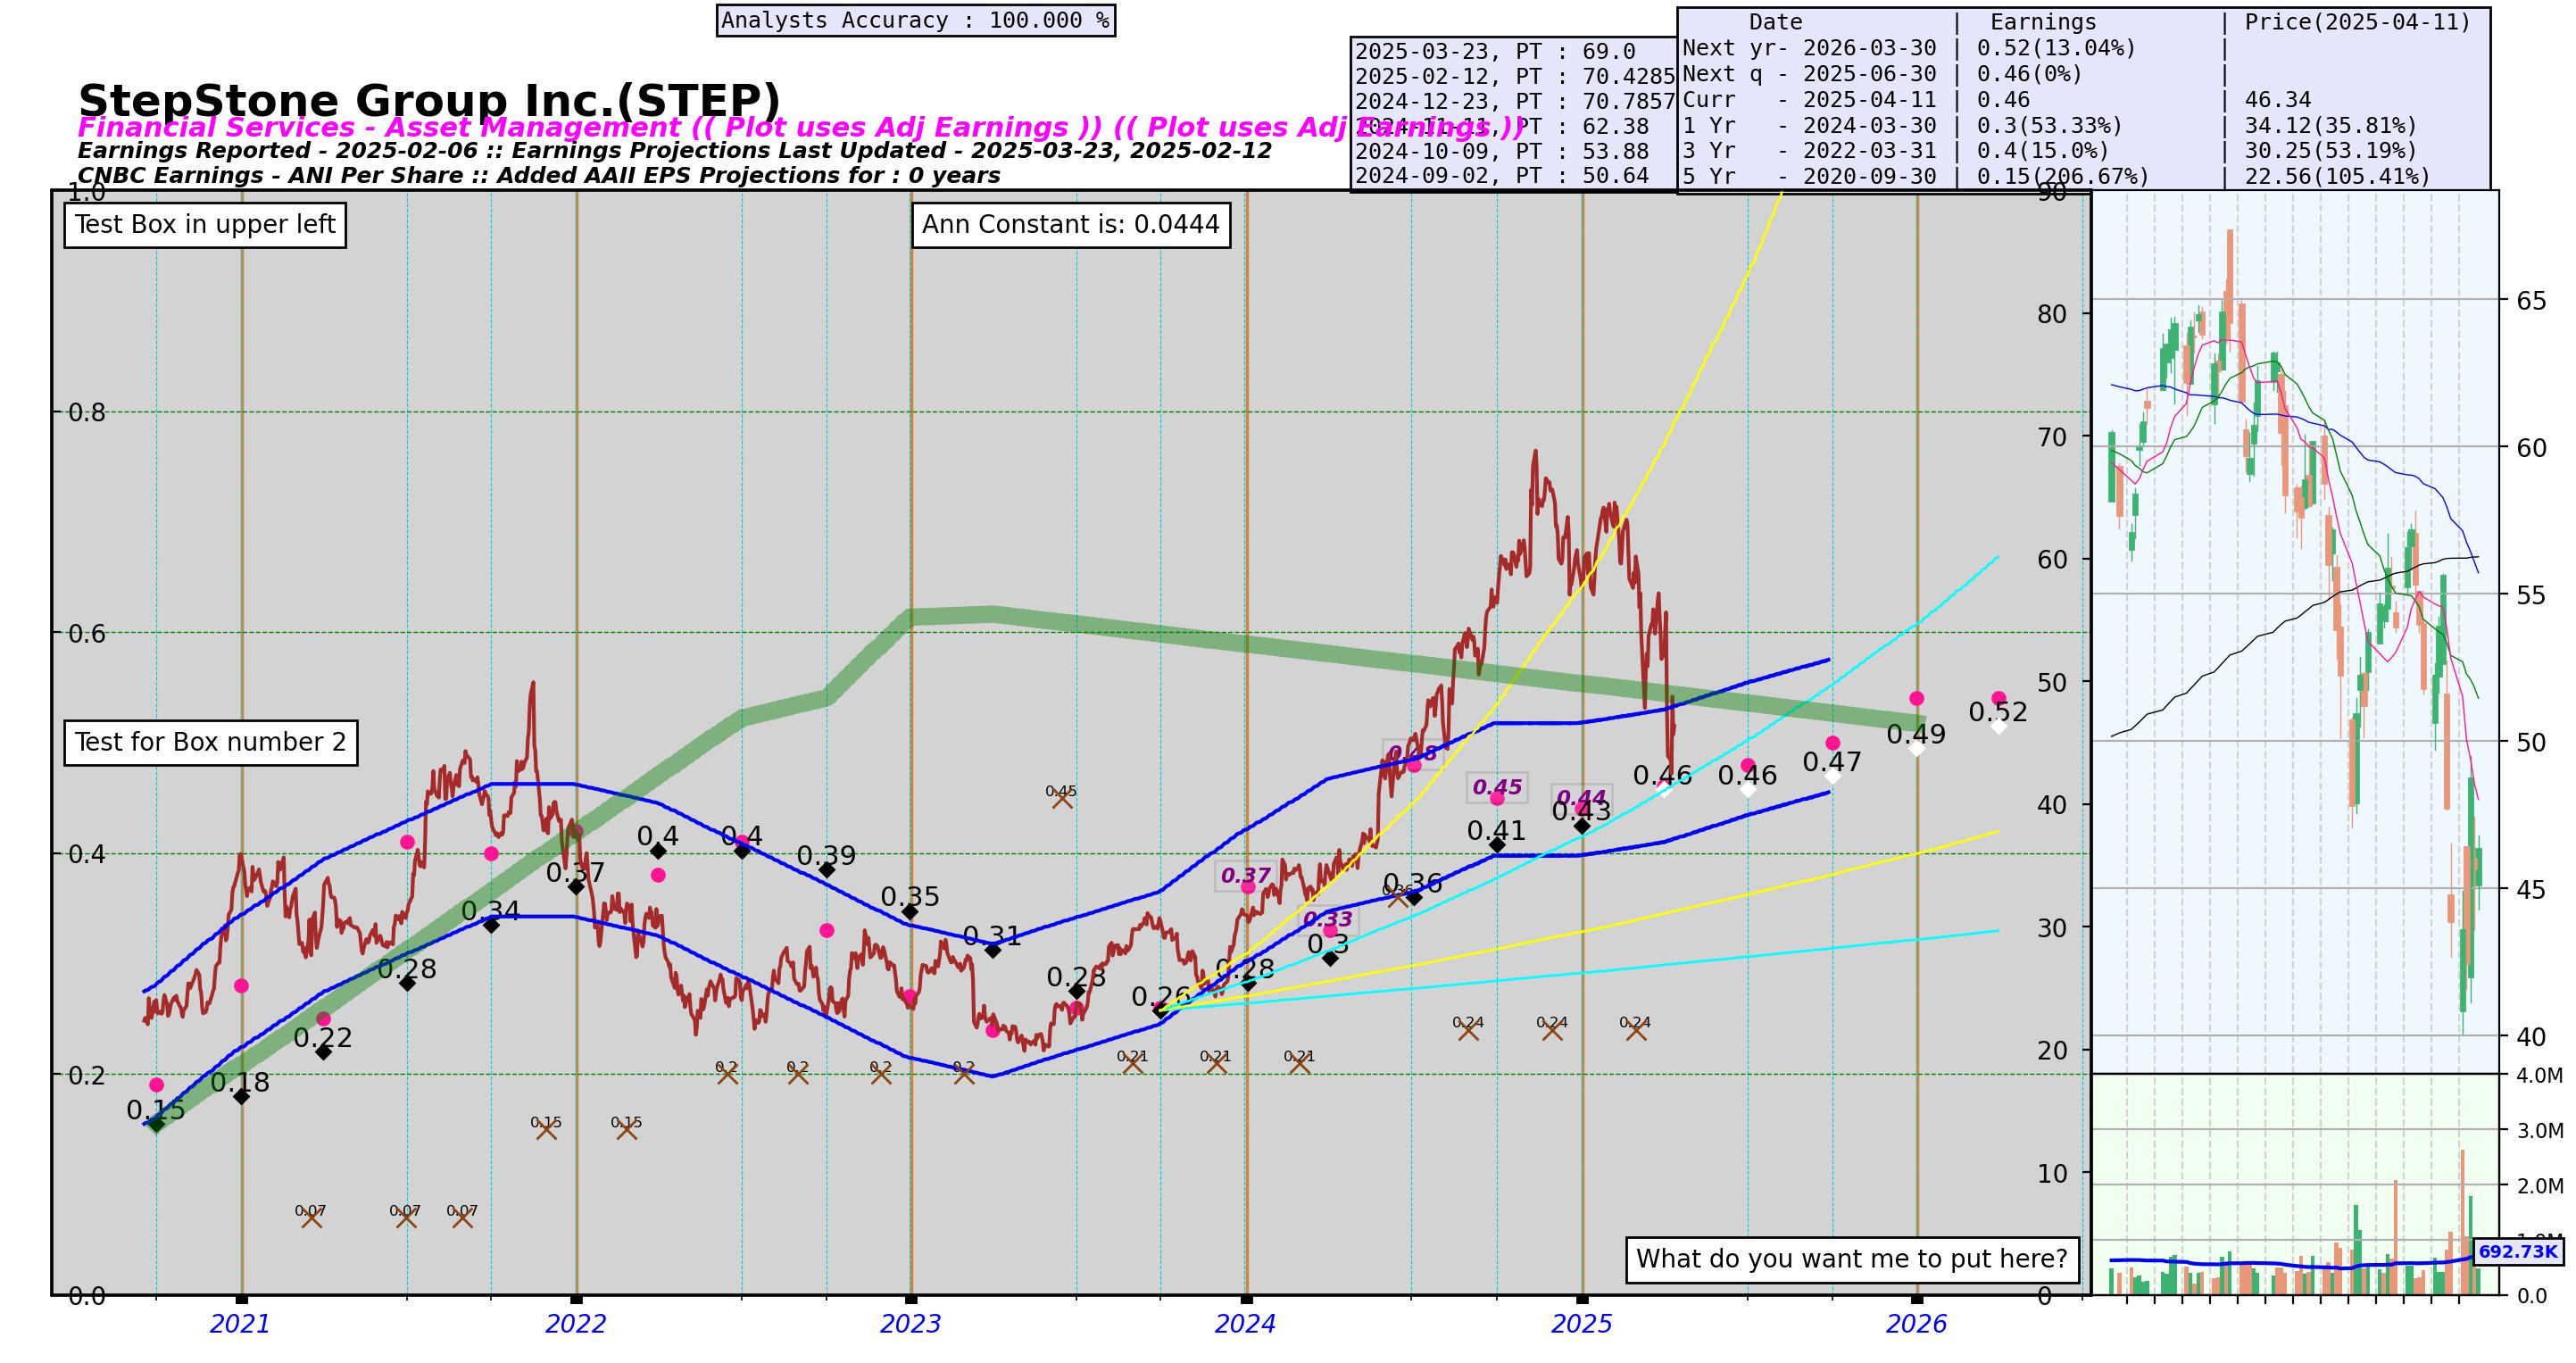 Analysts Accuracy : 100.000 %
StepStone Group Inc.(STEP)
Financial Services - Asset Management (( Plot uses Adj Earnings )) (( Plot uses Adj Earnings ))
Earnings Reported - 2025-02-06 :: Earnings Projections Last Updated - 2025-03-23, 2025-02-12
CNBC Earnings - ANI Per Share :: Added AAII EPS Projections for : 0 years
2025-03-23, PT : 69.0
2025-02-12, PT : 70.4285
2024-12-23, PT : 70.7857
2024-11-11, PT : 62.38
2024-10-09, PT : 53.88
2024-09-02, PT : 50.64
Date | Earnings | Price(2025-04-11)
Next yr- 2026-03-30 | 0.52(13.04%) |
Next q - 2025-06-30 | 0.46(0%) |
Curr - 2025-04-11 | 0.46 | 46.34
1 Yr - 2024-03-30 | 0.3(53.33%) | 34.12(35.81%)
3 Yr - 2022-03-31 | 0.4(15.0%) | 30.25(53.19%)
5 Yr - 2020-09-30 | 0.15(206.67%) | 22.56(105.41%)
Test Box in upper left
Ann Constant is: 0.0444
Test for Box number 2
What do you want me to put here?
1.0
0.8
0.6
0.4
0.2
0.0
90
80
70
60
50
40
30
20
10
0
65
60
55
50
45
40
4.0M
3.0M
2.0M
1.0M
0.0
692.73K
0.15
0.18
0.22
0.28
0.34
0.37
0.4
0.4
0.39
0.35
0.31
0.28
0.26
0.28
0.3
0.36
0.41
0.43
0.46
0.46
0.47
0.49
0.52
0.37
0.33
0.48
0.45
0.44
0.07
0.07
0.07
0.15
0.15
0.2
0.2
0.2
0.2
0.45
0.21
0.21
0.21
0.36
0.24
0.24
0.24
2021
2022
2023
2024
2025
2026